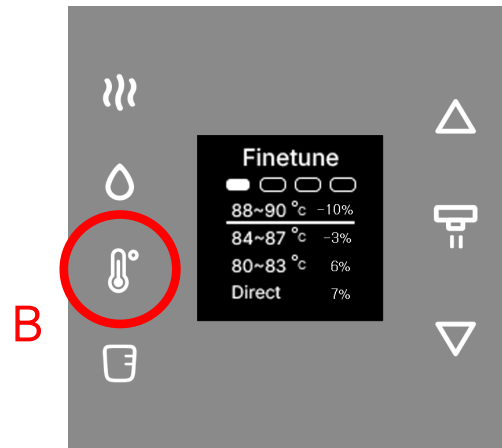 Finetune
88~90 °c -10%
84~87 °c -3%
80~83 °c 6%
Direct 7%
B